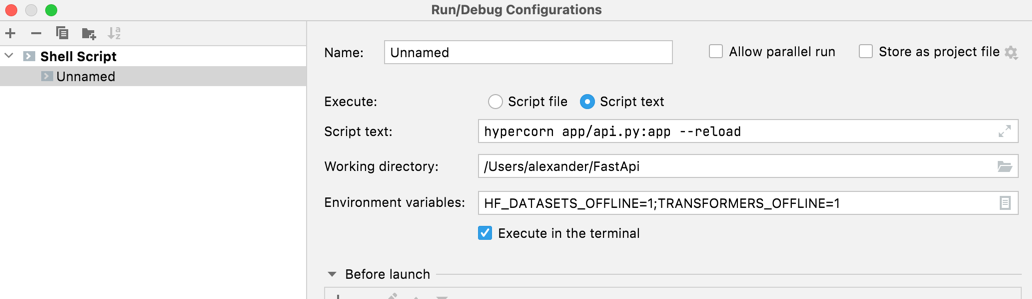 Run/Debug Configurations
Shell Script
Unnamed
Name: Unnamed Allow parallel run Store as project file
Execute: Script file Script text
Script text: hypercorn app/api.py:app --reload
Working directory: /Users/alexander/FastApi
Environment variables: HF_DATASETS_OFFLINE=1;TRANSFORMERS_OFFLINE=1
Execute in the terminal
Before launch